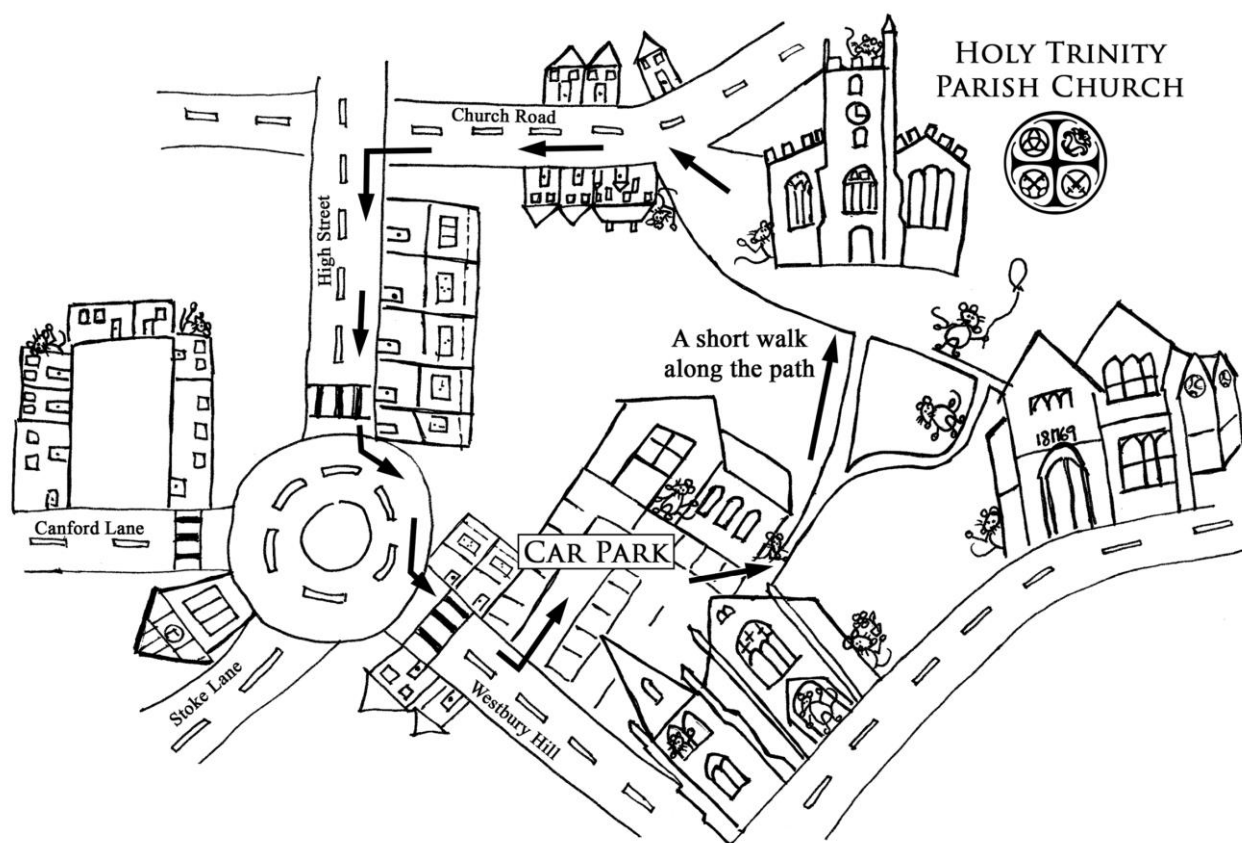 HOLY TRINITY
PARISH CHURCH
Church Road
High Street
A short walk
along the path
Canford Lane
CAR PARK
Stoke Lane
Westbury Hill